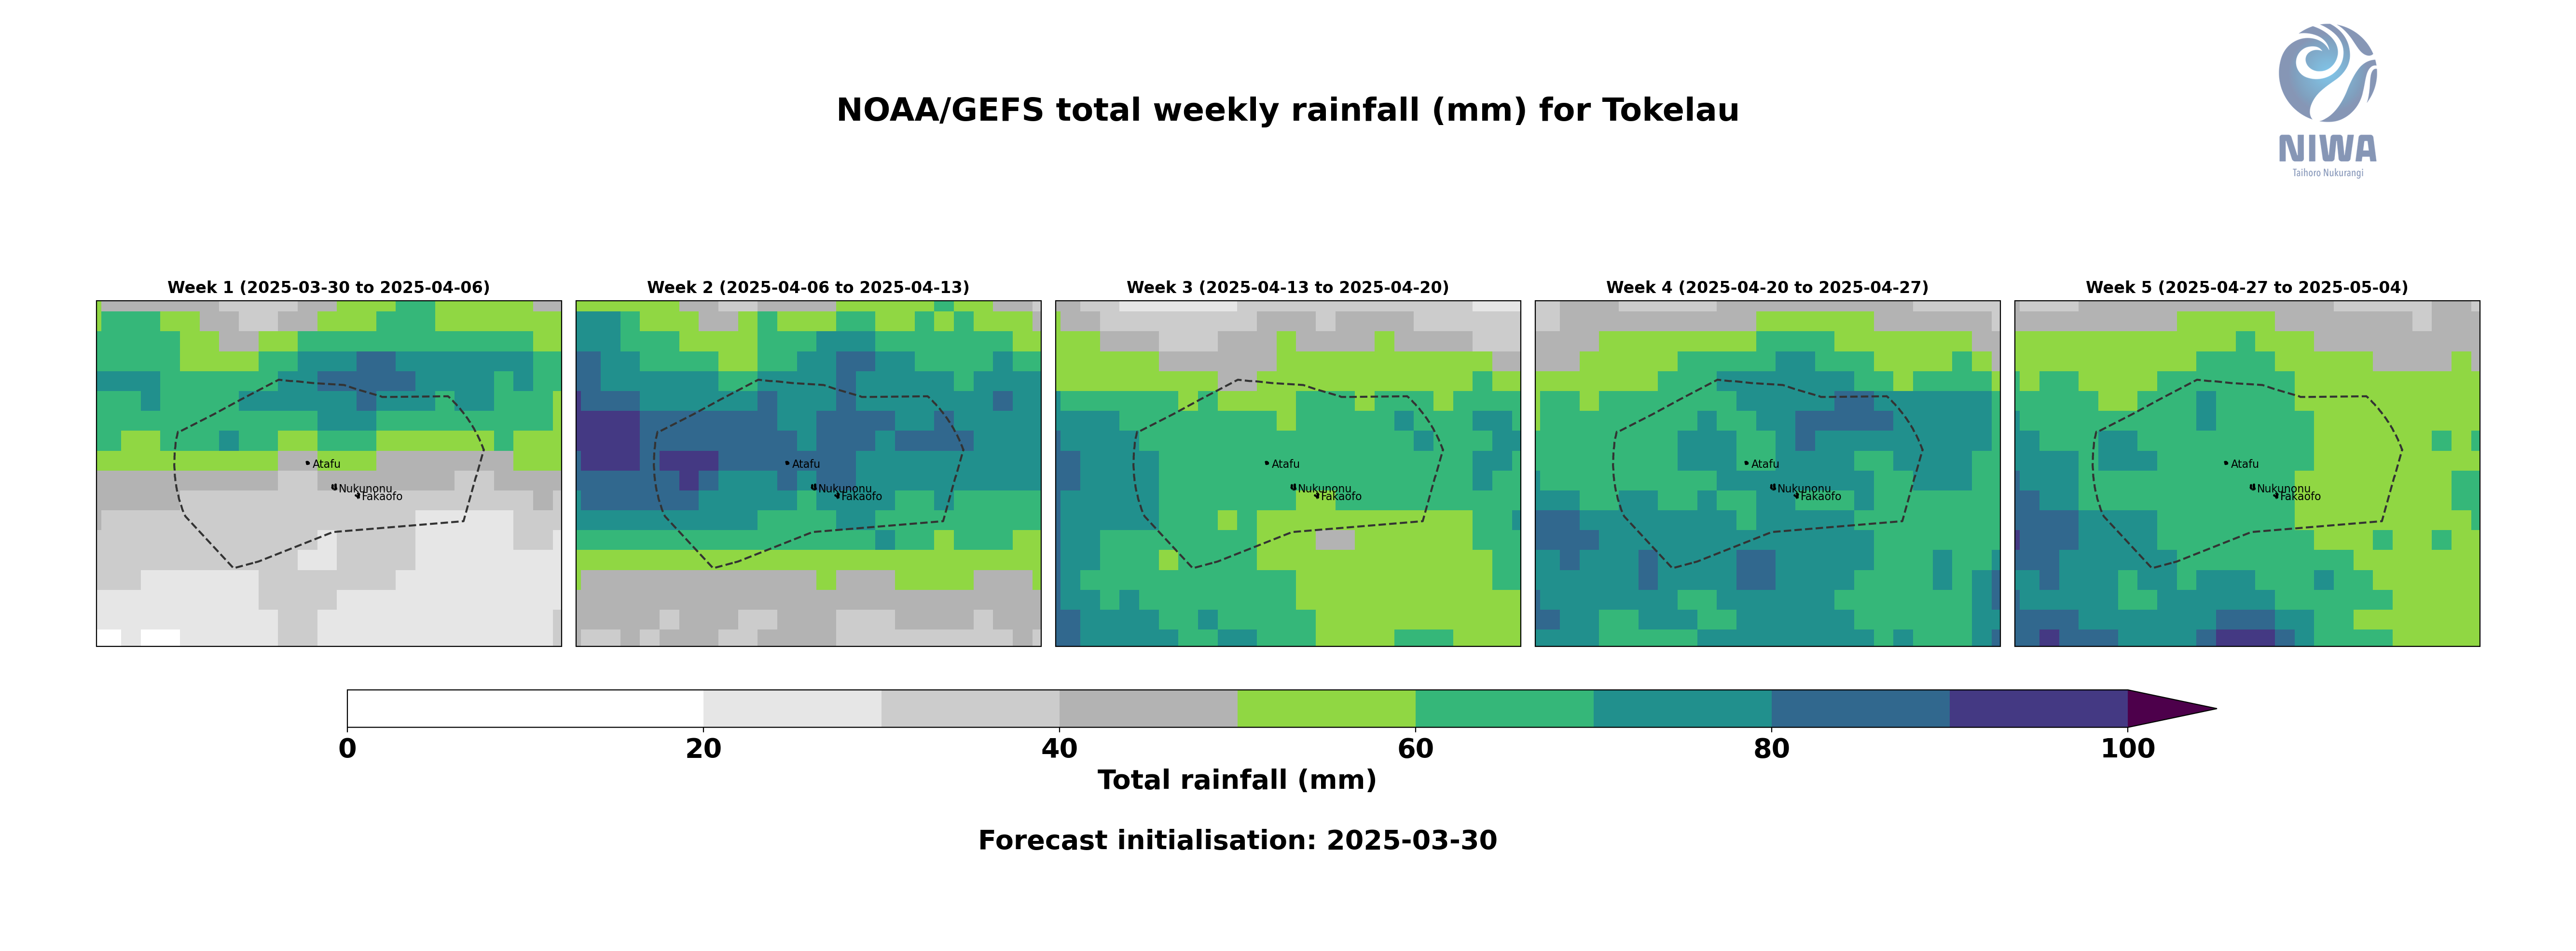 NOAA/GEFS total weekly rainfall (mm) for Tokelau
NIWA
Taihoro Nukurangi
Week 1 (2025-03-30 to 2025-04-06)
Week 2 (2025-04-06 to 2025-04-13)
Week 3 (2025-04-13 to 2025-04-20)
Week 4 (2025-04-20 to 2025-04-27)
Week 5 (2025-04-27 to 2025-05-04)
Atafu
Nukunonu
Fakaofo
Atafu
Nukunonu
Fakaofo
Atafu
Nukunonu
Fakaofo
Atafu
Nukunonu
Fakaofo
Atafu
Nukunonu
Fakaofo
0 20 40 60 80 100
Total rainfall (mm)
Forecast initialisation: 2025-03-30